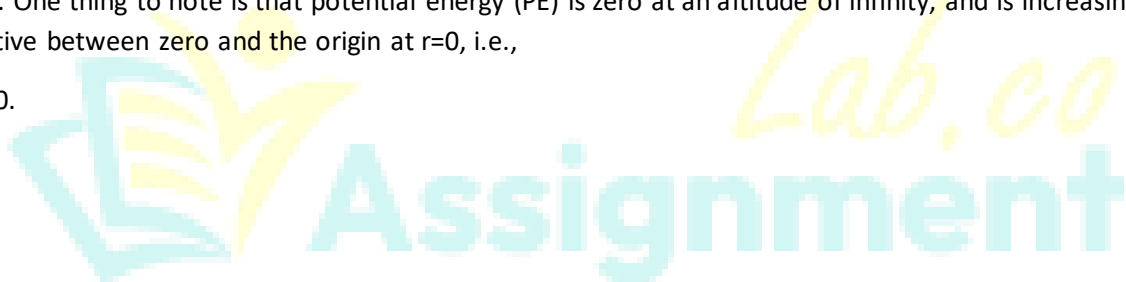 . One thing to note is that potential energy (PE) is zero at an altitude of infinity, and is increasin
tive between zero and the origin at r=0, i.e.,
0.
Lab.co
Assignment